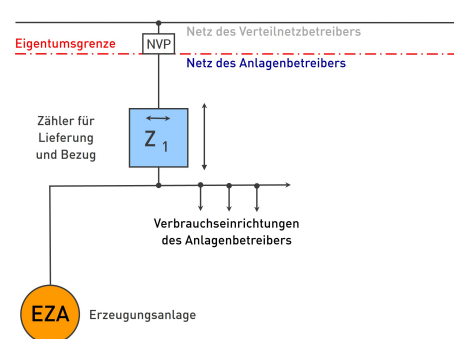 Netz des Verteilnetzbetreibers
Eigentumsgrenze
NVP
Netz des Anlagenbetreibers
Zähler für
Lieferung
und Bezug
Z 1
Verbrauchseinrichtungen
des Anlagenbetreibers
EZA
Erzeugungsanlage